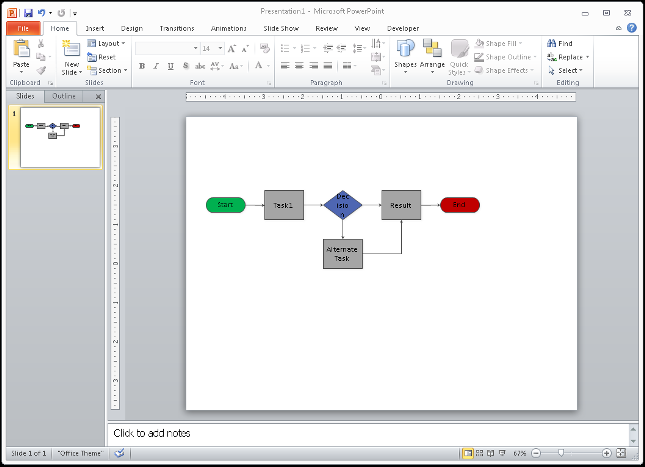 Presentation1 - Microsoft PowerPoint
File Home Insert Design Transitions Animations Slide Show Review View Developer
Paste
New
Slide
Layout
Reset
Section
14
B I U S abc AV Aa A
Shapes
Arrange
Quick
Styles
Shape Fill
Shape Outline
Shape Effects
Find
Replace
Select
Clipboard Slides Font Paragraph Drawing Editing
Slides Outline
1
Start
Task1
Dec
isio
n
Result
End
Alternate
Task
Click to add notes
Slide 1 of 1 "Office Theme" 67%